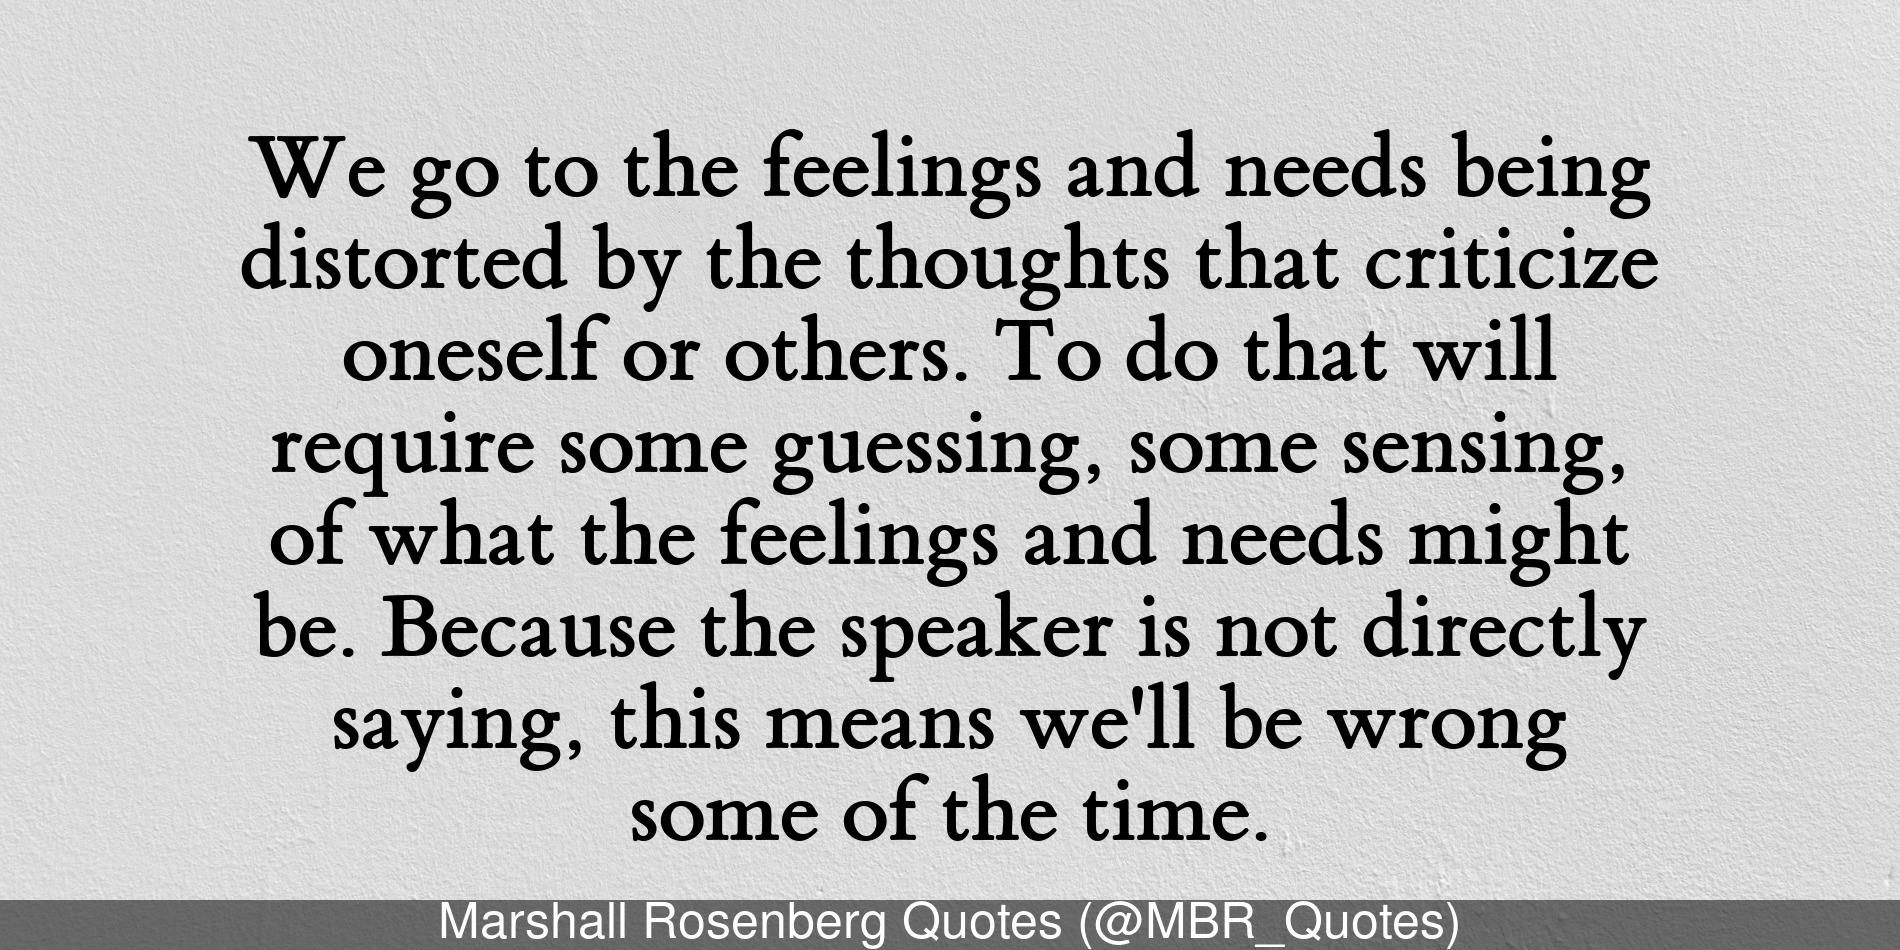 We go to the feelings and needs being
distorted by the thoughts that criticize
oneself or others. To do that will
require some guessing, some sensing,
of what the feelings and needs might
be. Because the speaker is not directly
saying, this means we'll be wrong
some of the time.
Marshall Rosenberg Quotes (@MBR_Quotes)